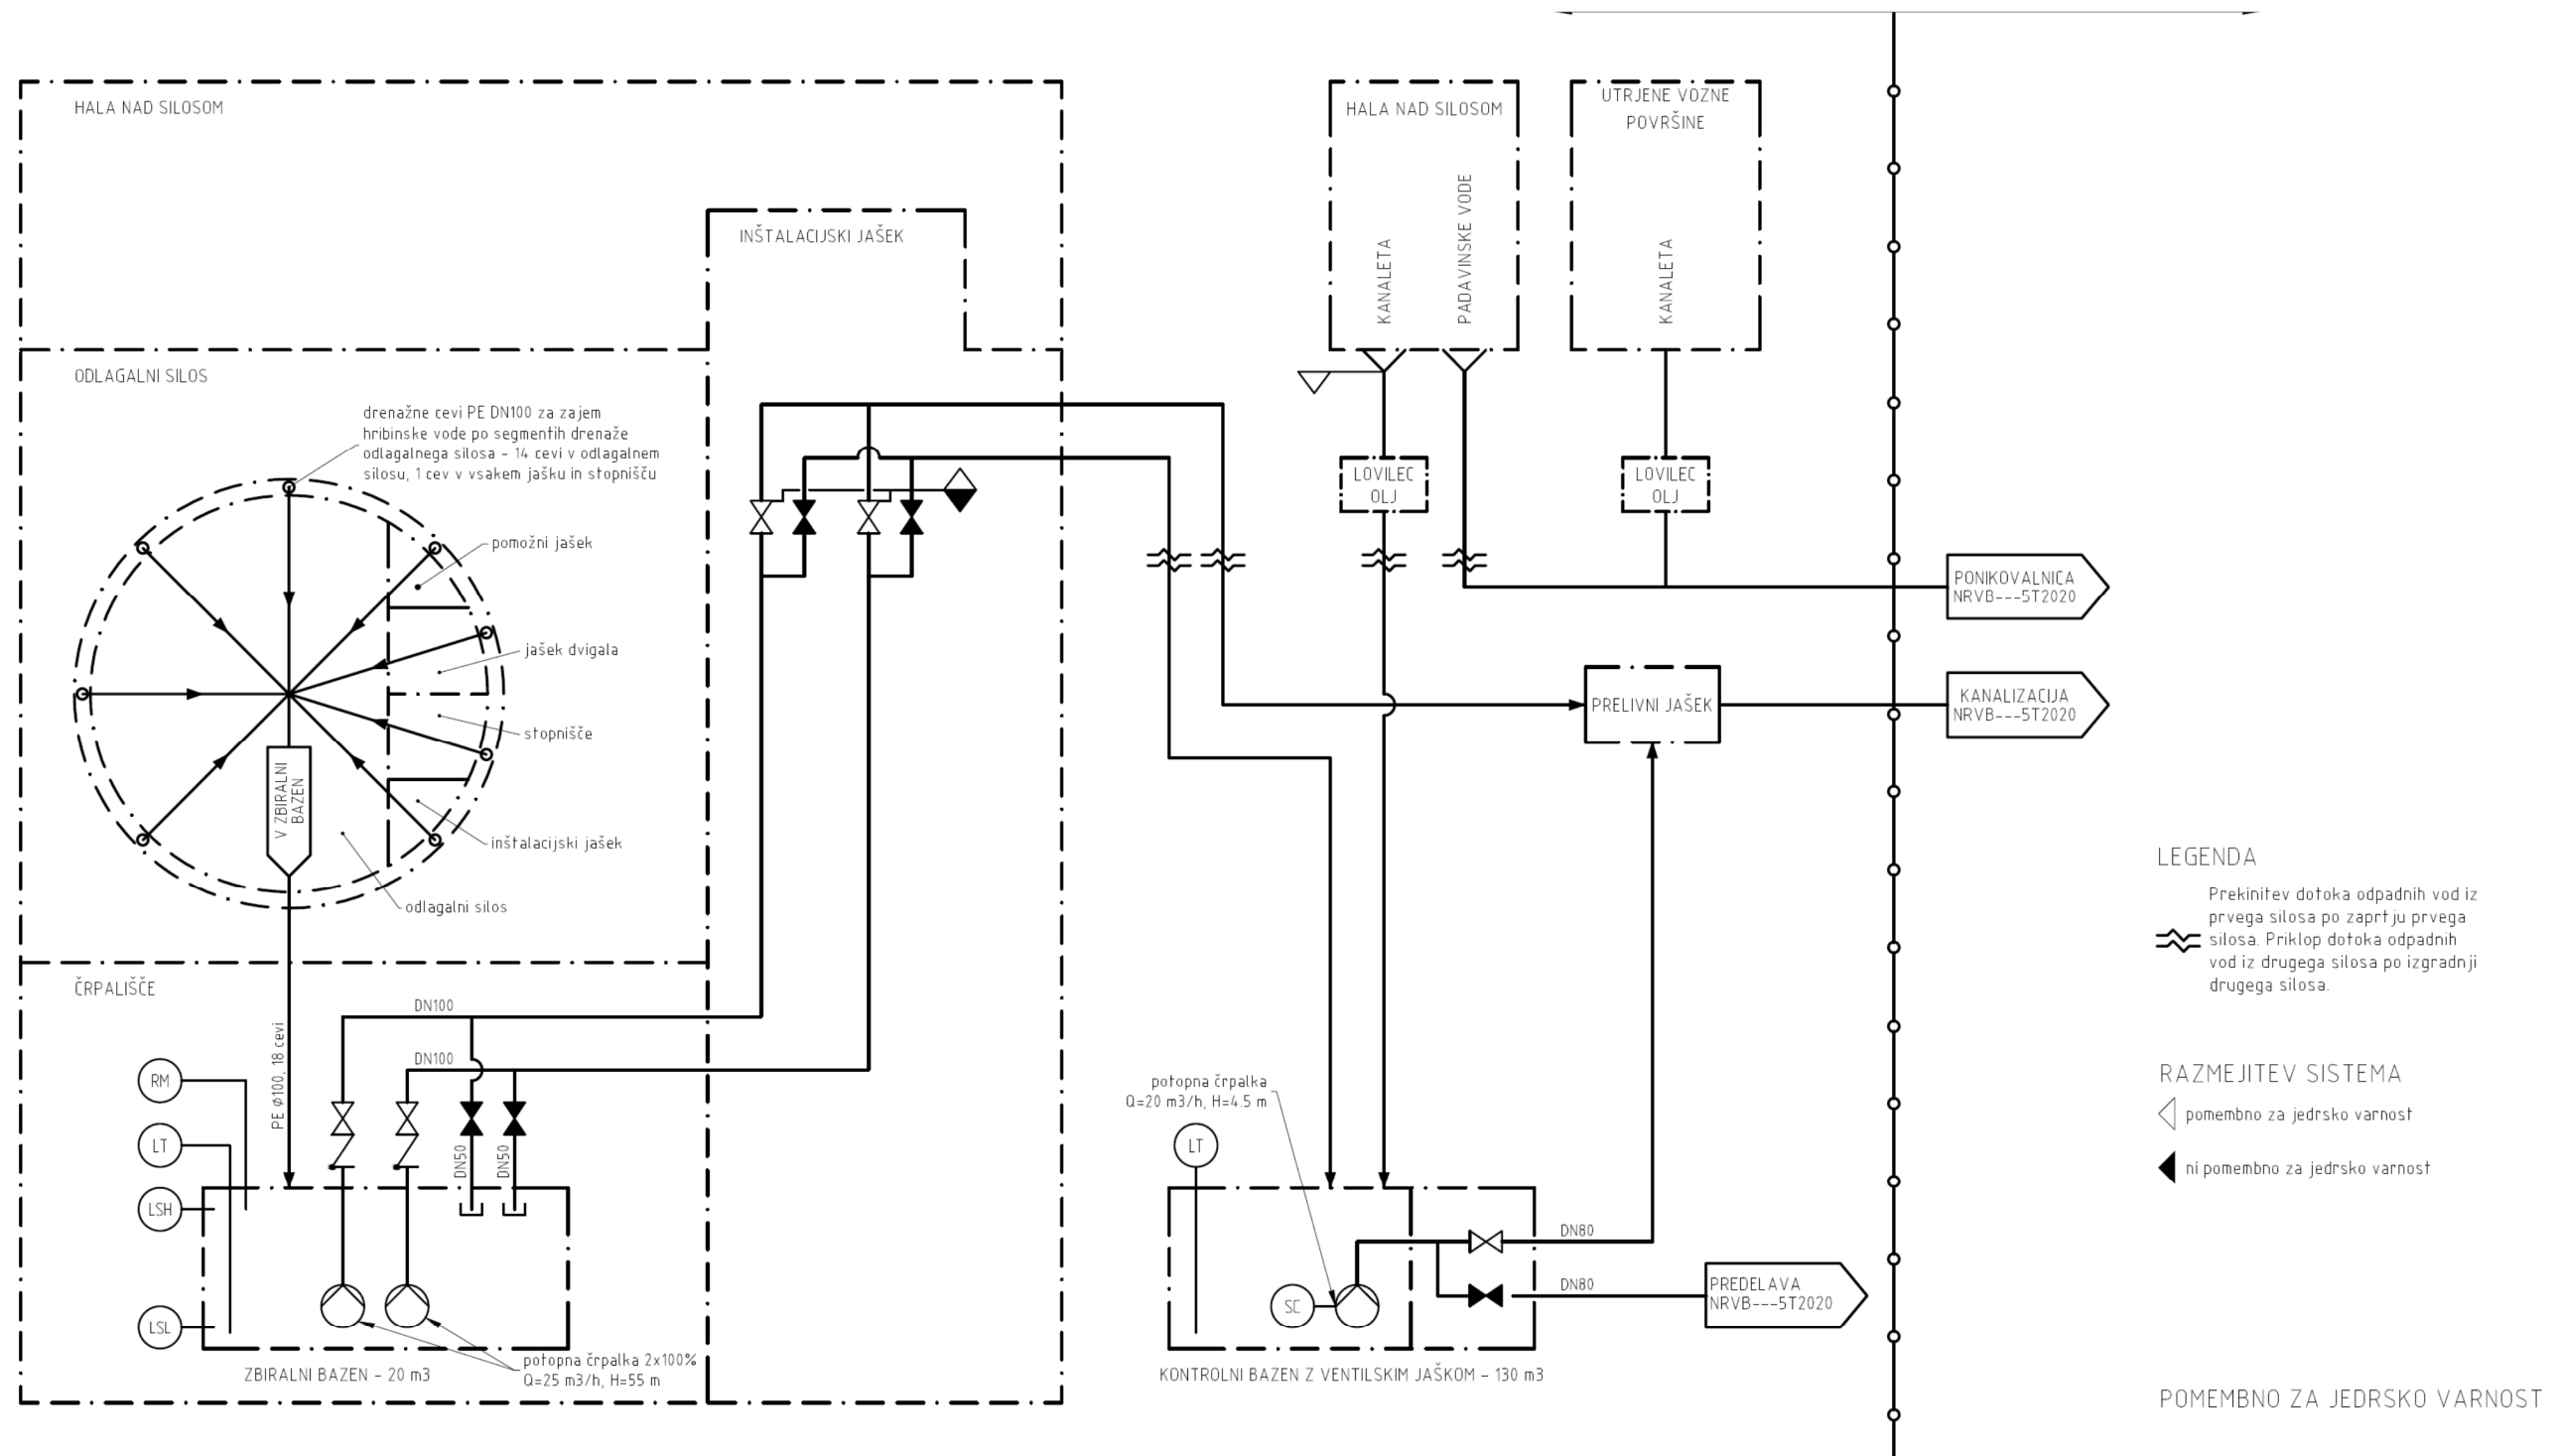 HALA NAD SILOSOM
INŠTALACIJSKI JAŠEK
ODLAGALNI SILOS
drenažne cevi PE DN100 za zajem
hribinske vode po segmentih drenaže
odlagalnega silosa - 14 cevi v odlagalnem
silosu, 1 cev v vsakem jašku in stopnišču
pomožni jašek
jašek dvigala
stopnišče
inštalacijski jašek
odlagalni silos
V ZBIRALNI
BAZEN
ČRPALIŠČE
PE ϕ100, 18 cevi
DN100
DN100
DN50
DN50
RM
LT
LSH
LSL
ZBIRALNI BAZEN - 20 m3
potopna črpalka 2x100%
Q=25 m3/h, H=55 m
HALA NAD SILOSOM
KANALETA
PADAVINSKE VODE
UTRJENE VOZNE
POVRŠINE
KANALETA
LOVILEC
OLJ
LOVILEC
OLJ
PONIKOVALNICA
NRVB---5T2020
PRELIVNI JAŠEK
KANALIZACIJA
NRVB---5T2020
potopna črpalka
Q=20 m3/h, H=4.5 m
LT
SC
DN80
DN80
PREDELAVA
NRVB---5T2020
KONTROLNI BAZEN Z VENTILSKIM JAŠKOM - 130 m3
LEGENDA
Prekinitev dotoka odpadnih vod iz
prvega silosa po zaprtju prvega
silosa. Priklop dotoka odpadnih
vod iz drugega silosa po izgradnji
drugega silosa.
RAZMEJITEV SISTEMA
pomembno za jedrsko varnost
ni pomembno za jedrsko varnost
POMEMBNO ZA JEDRSKO VARNOST